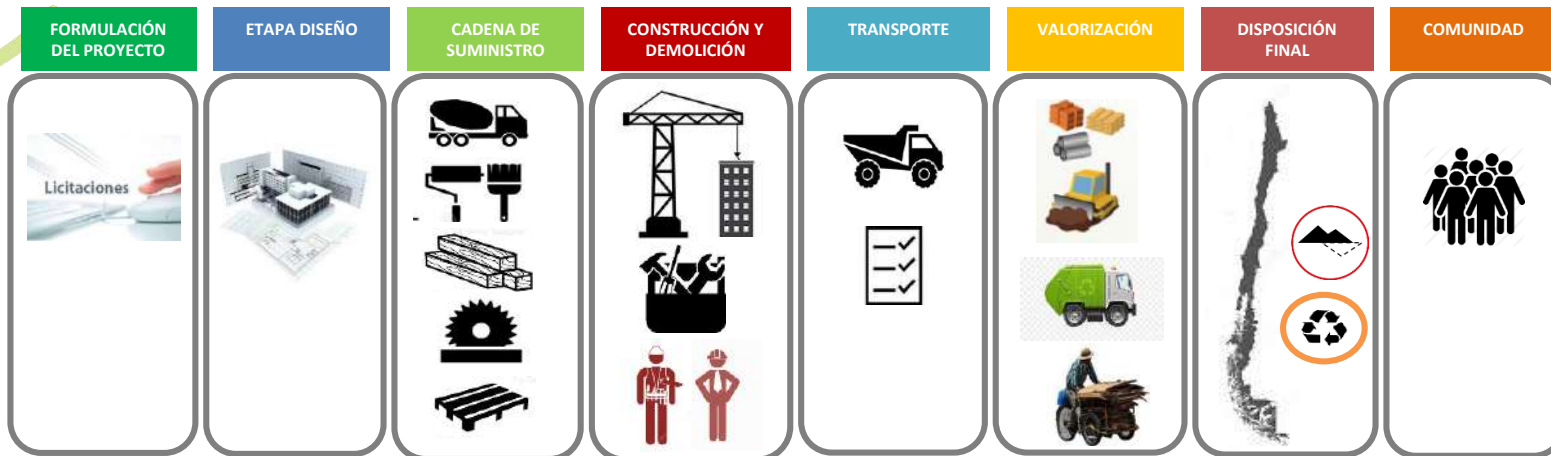 FORMULACIÓN
DEL PROYECTO
ETAPA DISEÑO
CADENA DE
SUMINISTRO
CONSTRUCCIÓN Y
DEMOLICIÓN
TRANSPORTE
VALORIZACIÓN
DISPOSICIÓN
FINAL
COMUNIDAD
Licitaciones